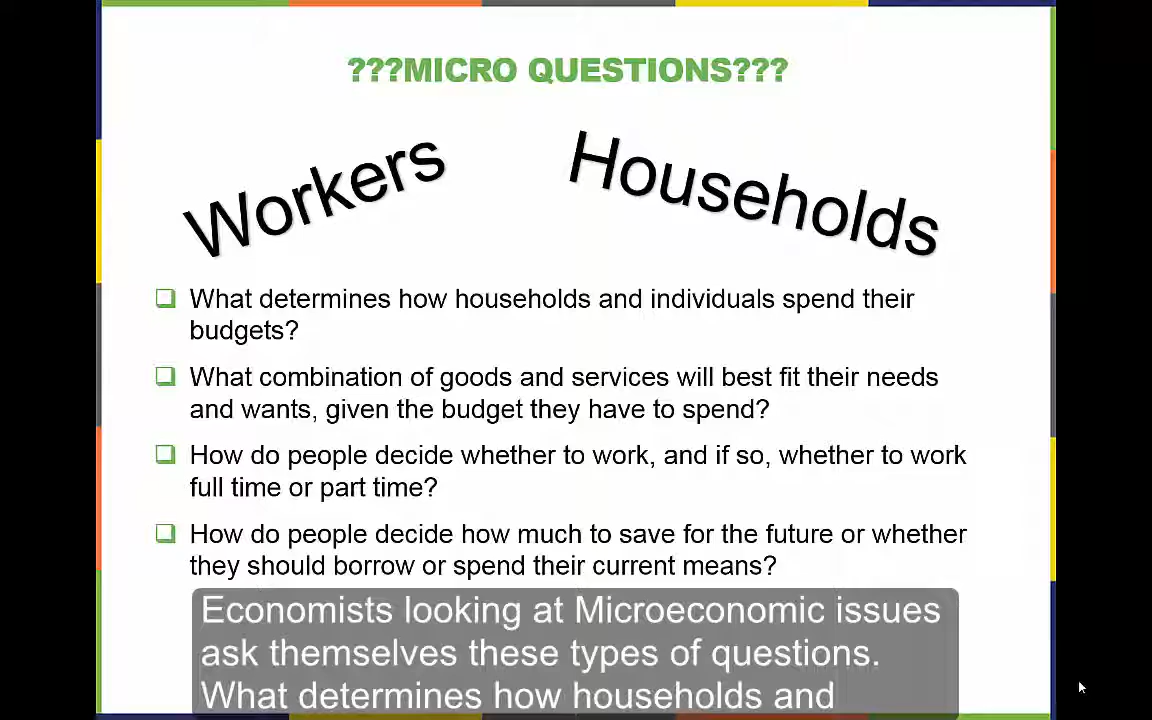 ???MICRO QUESTIONS???
Workers
Households
What determines how households and individuals spend their
budgets?
What combination of goods and services will best fit their needs
and wants, given the budget they have to spend?
How do people decide whether to work, and if so, whether to work
full time or part time?
How do people decide how much to save for the future or whether
they should borrow or spend their current means?
Economists looking at Microeconomic issues
ask themselves these types of questions.
What determines how households and